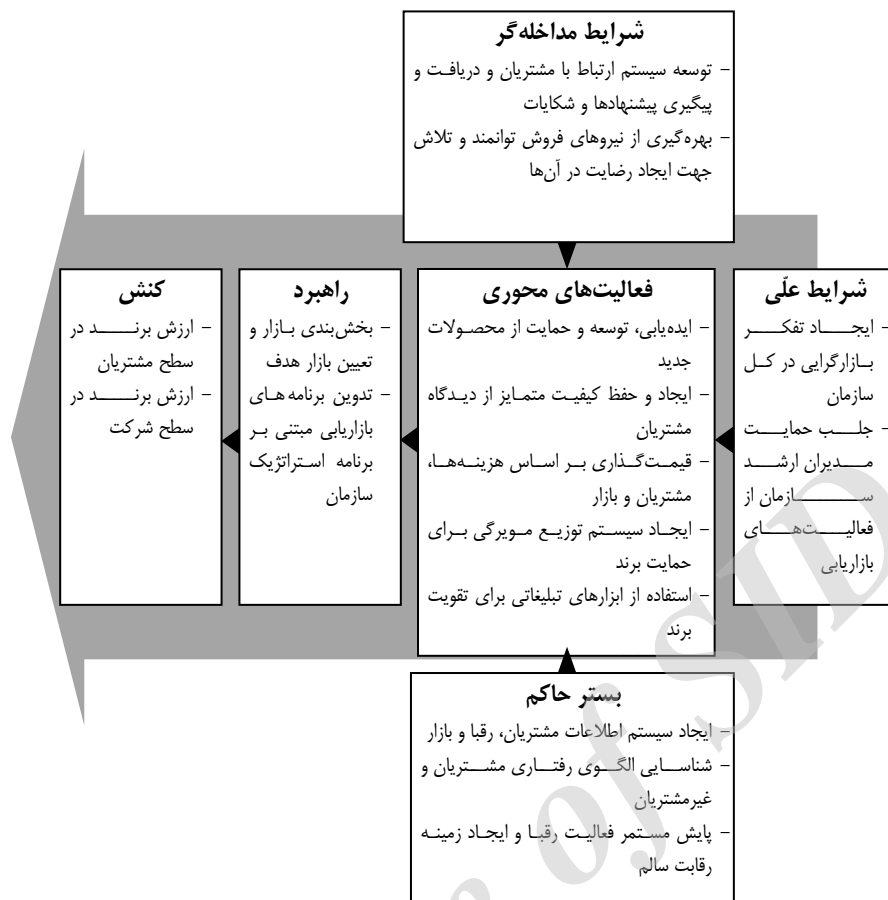 شرایط مداخله‌گر
- توسعه سیستم ارتباط با مشتریان و دریافت و
پیگیری پیشنهادها و شکایات
- بهره‌گیری از نیروهای فروش توانمند و تلاش
جهت ایجاد رضایت در آن‌ها
شرایط علّی
- ایجاد تفکر
بازارگرایی در کل
سازمان
- جلب حمایت
مدیران ارشد
سازمان از
فعالیت‌های
بازاریابی
فعالیت‌های محوری
- ایده‌یابی، توسعه و حمایت از محصولات
جدید
- ایجاد و حفظ کیفیت متمایز از دیدگاه
مشتریان
- قیمت‌گذاری بر اساس هزینه‌ها،
مشتریان و بازار
- ایجاد سیستم توزیع مویرگی برای
حمایت برند
- استفاده از ابزارهای تبلیغاتی برای تقویت
برند
راهبرد
- بخش‌بندی بازار و
تعیین بازار هدف
- تدوین برنامه‌های
بازاریابی مبتنی بر
برنامه استراتژیک
سازمان
کنش
- ارزش برند در
سطح مشتریان
- ارزش برند در
سطح شرکت
بستر حاکم
- ایجاد سیستم اطلاعات مشتریان، رقبا و بازار
- شناسایی الگوی رفتاری مشتریان و
غیرمشتریان
- پایش مستمر فعالیت رقبا و ایجاد زمینه
رقابت سالم
of SID